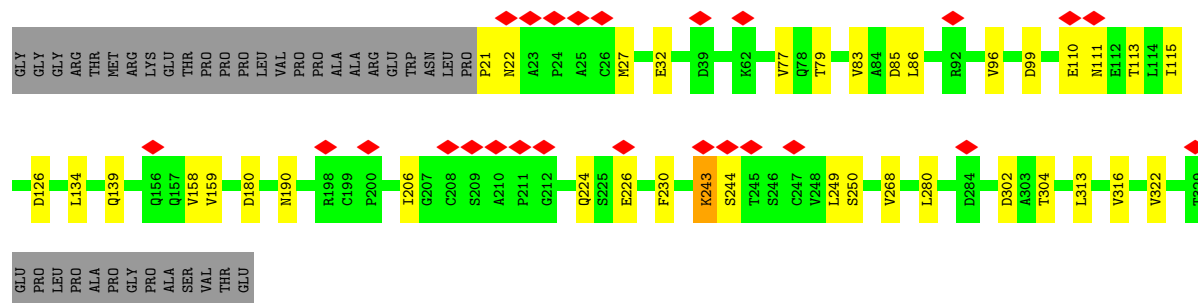 GLY GLY GLY ARG THR MET ARG LYS GLU THR PRO PRO PRO LEU VAL PRO PRO ALA ALA ARG GLU TRP ASN LEU PRO P21 N22 A23 P24 A25 C26 M27 E32 D39 K62 V77 Q78 T79 V83 A84 D85 L86 R92 V96 D99 E110 N111 E112 T113 L114 I115
D126 L134 Q139 Q156 Q157 V158 V159 D180 N190 R198 C199 P200 I206 G207 C208 S209 A210 P211 G212 Q224 S225 E226 F230 K243 S244 T245 S246 C247 V248 L249 S250 V268 L280 D284 D302 A303 T304 L313 V316 V322 T329
GLU PRO LEU PRO ALA PRO GLY PRO ALA SER VAL THR GLU